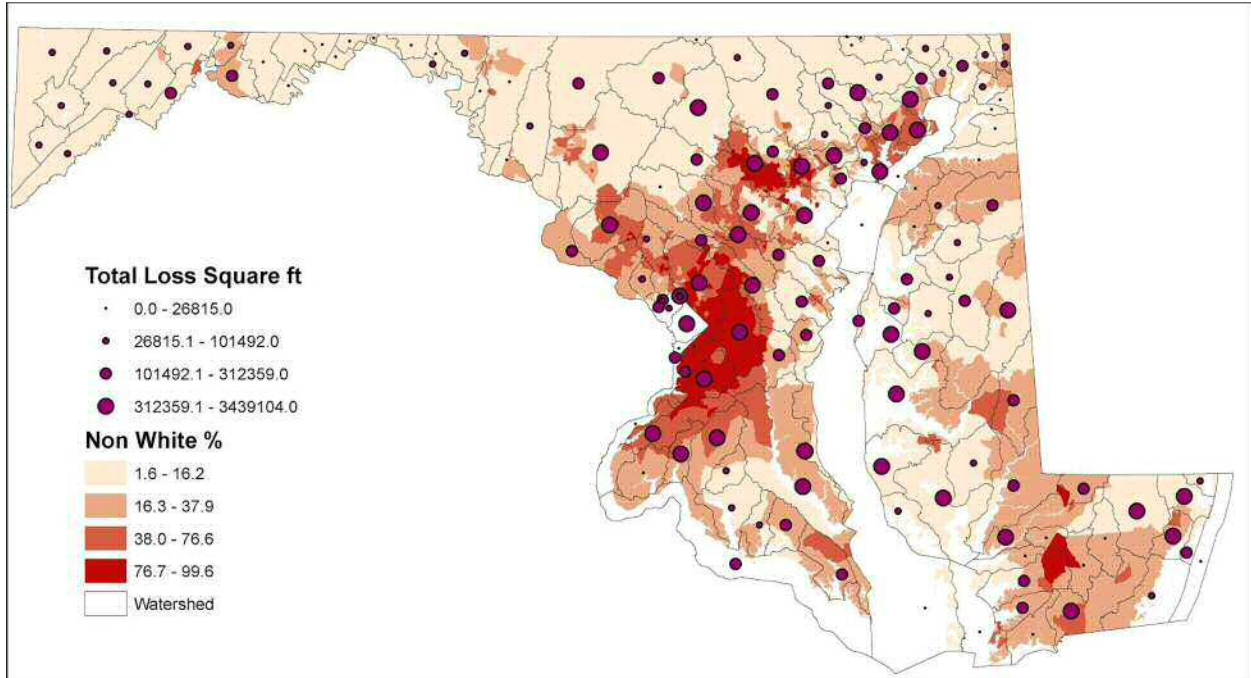 Total Loss Square ft
0.0 - 26815.0
26815.1 - 101492.0
101492.1 - 312359.0
312359.1 - 3439104.0
Non White %
1.6 - 16.2
16.3 - 37.9
38.0 - 76.6
76.7 - 99.6
Watershed